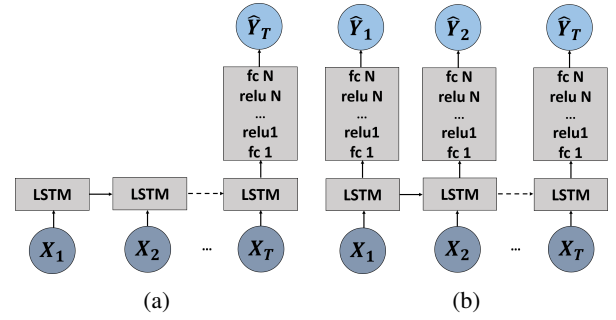 Ŷ_T Ŷ_1 Ŷ_2 Ŷ_T
fc N fc N fc N fc N
relu N relu N relu N relu N
... ... ... ...
relu1 relu1 relu1 relu1
fc 1 fc 1 fc 1 fc 1
LSTM LSTM LSTM LSTM LSTM LSTM
X_1 X_2 ... X_T X_1 X_2 ... X_T
(a) (b)